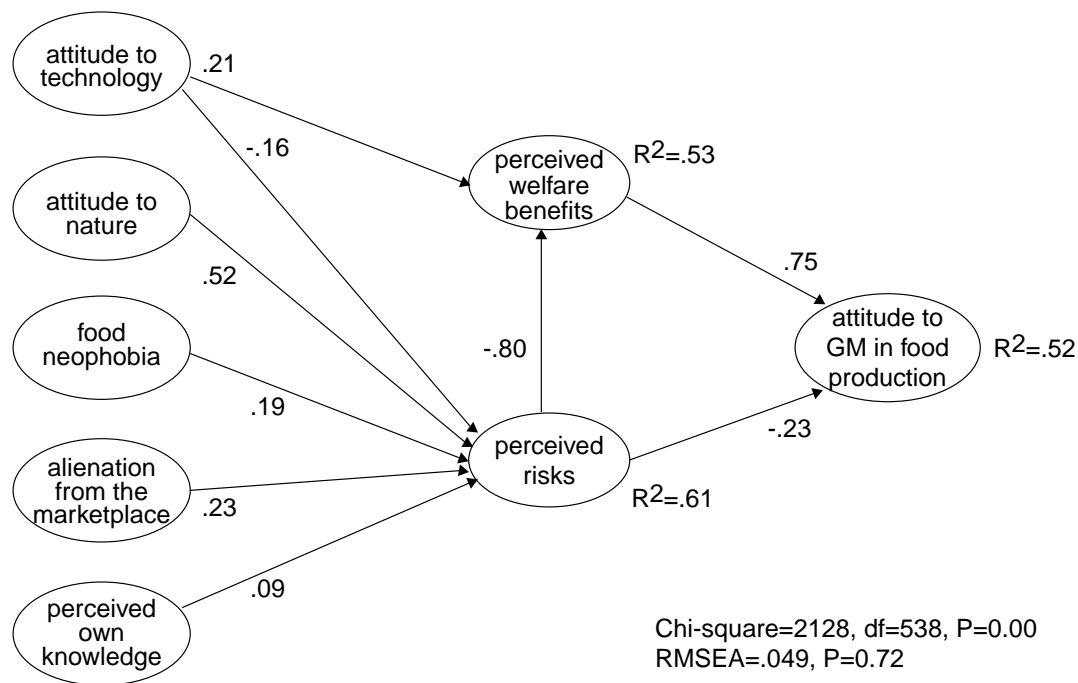 attitude to
technology
.21
-.16
attitude to
nature
.52
food
neophobia
.19
alienation
from the
marketplace
.23
perceived
own
knowledge
.09
perceived
welfare
benefits
R2=.53
-.80
perceived
risks
R2=.61
.75
-.23
attitude to
GM in food
production
R2=.52
Chi-square=2128, df=538, P=0.00
RMSEA=.049, P=0.72